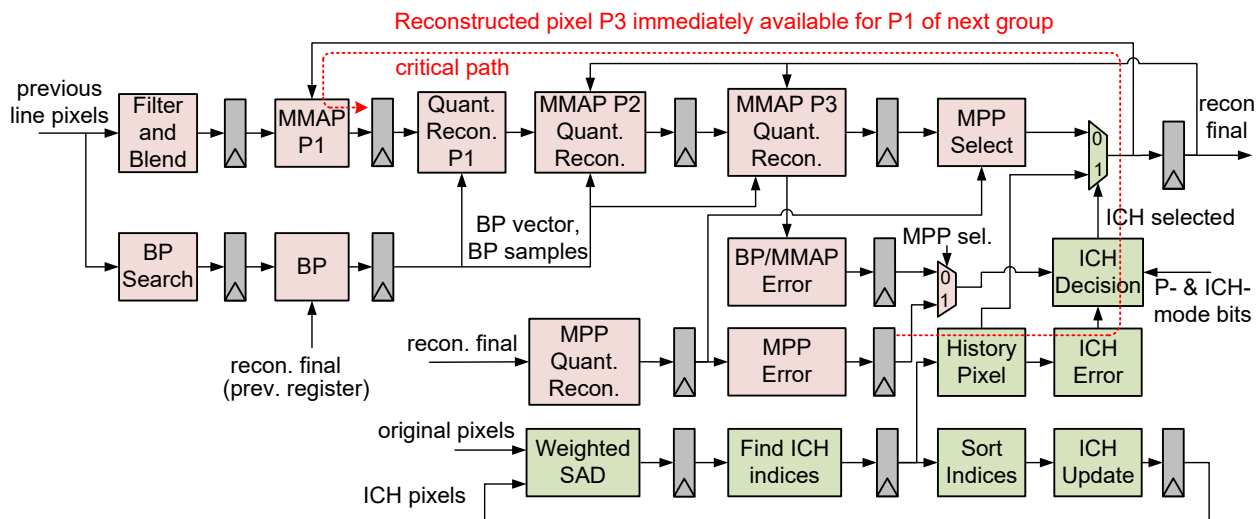 Reconstructed pixel P3 immediately available for P1 of next group
critical path
previous
line pixels
Filter
and
Blend
MMAP
P1
Quant.
Recon.
P1
MMAP P2
Quant.
Recon.
MMAP P3
Quant.
Recon.
MPP
Select
0
1
recon
final
BP
Search
BP
BP vector,
BP samples
recon. final
(prev. register)
BP/MMAP
Error
MPP sel.
0
1
ICH selected
ICH
Decision
P- & ICH-
mode bits
recon. final
MPP
Quant.
Recon.
MPP
Error
History
Pixel
ICH
Error
original pixels
ICH pixels
Weighted
SAD
Find ICH
indices
Sort
Indices
ICH
Update